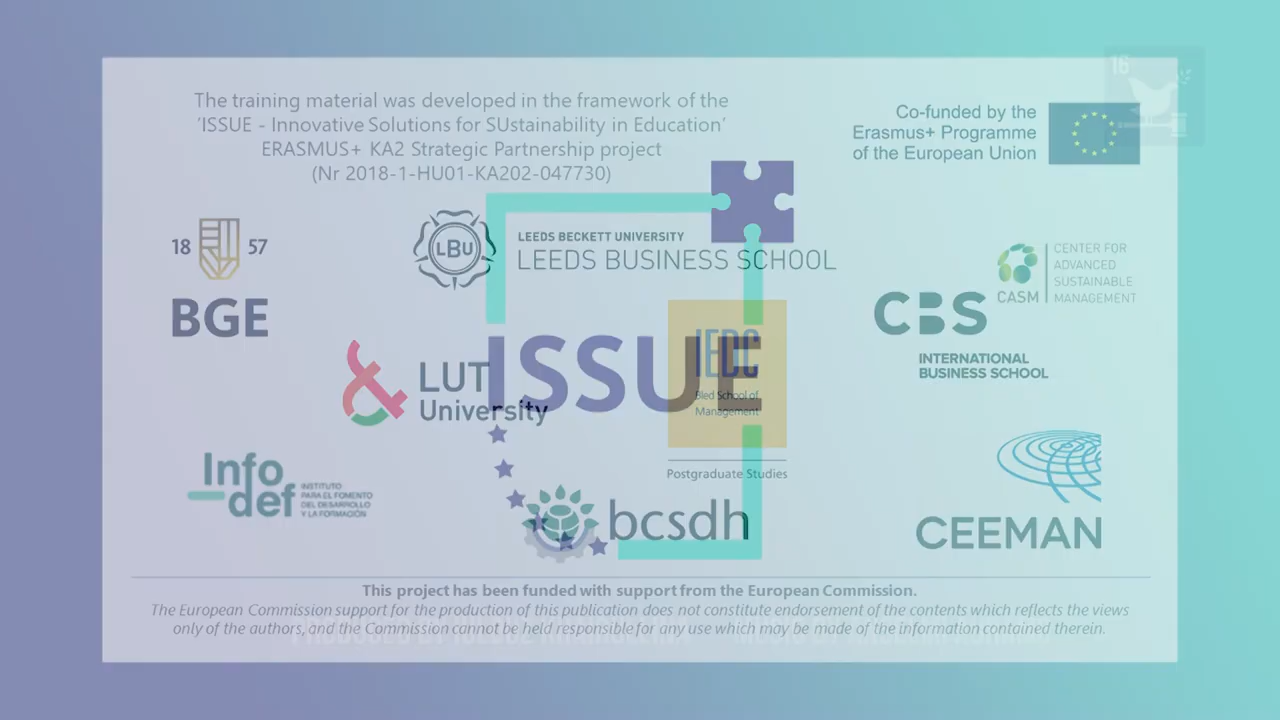 The training material was developed in the framework of the
'ISSUE - Innovative Solutions for SUstainability in Education'
ERASMUS+ KA2 Strategic Partnership project
(Nr 2018-1-HU01-KA202-047730)
Co-funded by the
Erasmus+ Programme
of the European Union
16
18 57
BGE
LBU
LEEDS BECKETT UNIVERSITY
LEEDS BUSINESS SCHOOL
CASM
CENTER FOR
ADVANCED
SUSTAINABLE
MANAGEMENT
CBS
INTERNATIONAL
BUSINESS SCHOOL
LUT
University
ISSUE
IEDC
Bled School of
Management
Postgraduate Studies
Info
def
INSTITUTO
PARA EL FOMENTO
DEL DESARROLLO
Y LA FORMACIÓN
bcsdh
CEEMAN
This project has been funded with support from the European Commission.
The European Commission support for the production of this publication does not constitute endorsement of the contents which reflects the views
only of the authors, and the Commission cannot be held responsible for any use which may be made of the information contained therein.